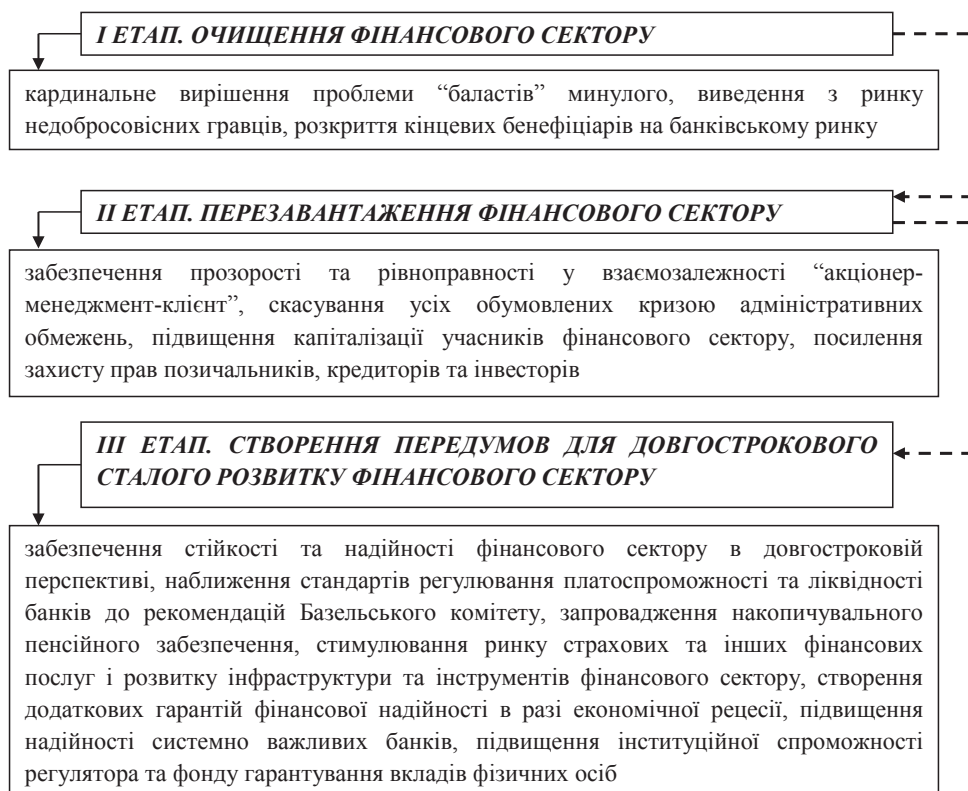 І ЕТАП. ОЧИЩЕННЯ ФІНАНСОВОГО СЕКТОРУ
кардинальне вирішення проблеми “баластів” минулого, виведення з ринку
недобросовісних гравців, розкриття кінцевих бенефіціарів на банківському ринку
ІІ ЕТАП. ПЕРЕЗАВАНТАЖЕННЯ ФІНАНСОВОГО СЕКТОРУ
забезпечення прозорості та рівноправності у взаємозалежності “акціонер-
менеджмент-клієнт”, скасування усіх обумовлених кризою адміністративних
обмежень, підвищення капіталізації учасників фінансового сектору, посилення
захисту прав позичальників, кредиторів та інвесторів
ІІІ ЕТАП. СТВОРЕННЯ ПЕРЕДУМОВ ДЛЯ ДОВГОСТРОКОВОГО
СТАЛОГО РОЗВИТКУ ФІНАНСОВОГО СЕКТОРУ
забезпечення стійкості та надійності фінансового сектору в довгостроковій
перспективі, наближення стандартів регулювання платоспроможності та ліквідності
банків до рекомендацій Базельського комітету, запровадження накопичувального
пенсійного забезпечення, стимулювання ринку страхових та інших фінансових
послуг і розвитку інфраструктури та інструментів фінансового сектору, створення
додаткових гарантій фінансової надійності в разі економічної рецесії, підвищення
надійності системно важливих банків, підвищення інституційної спроможності
регулятора та фонду гарантування вкладів фізичних осіб